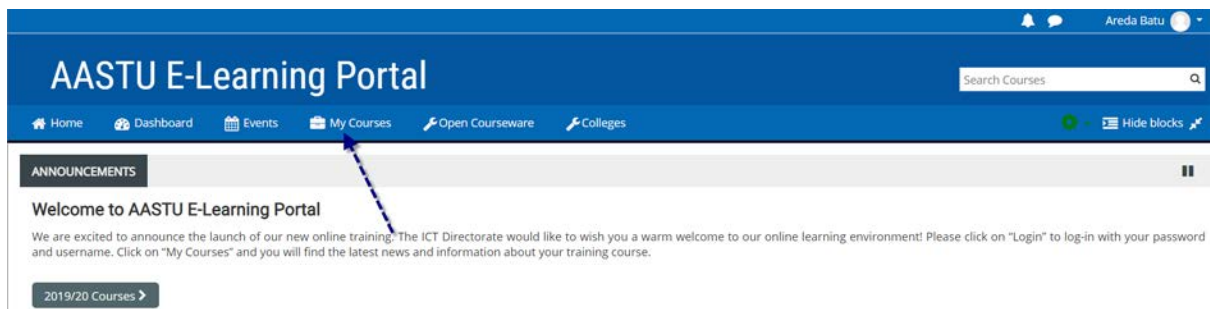 Areda Batu
AASTU E-Learning Portal
Search Courses
Home Dashboard Events My Courses Open Courseware Colleges Hide blocks
ANNOUNCEMENTS
Welcome to AASTU E-Learning Portal
We are excited to announce the launch of our new online training. The ICT Directorate would like to wish you a warm welcome to our online learning environment! Please click on "Login" to log-in with your password
and username. Click on "My Courses" and you will find the latest news and information about your training course.
2019/20 Courses